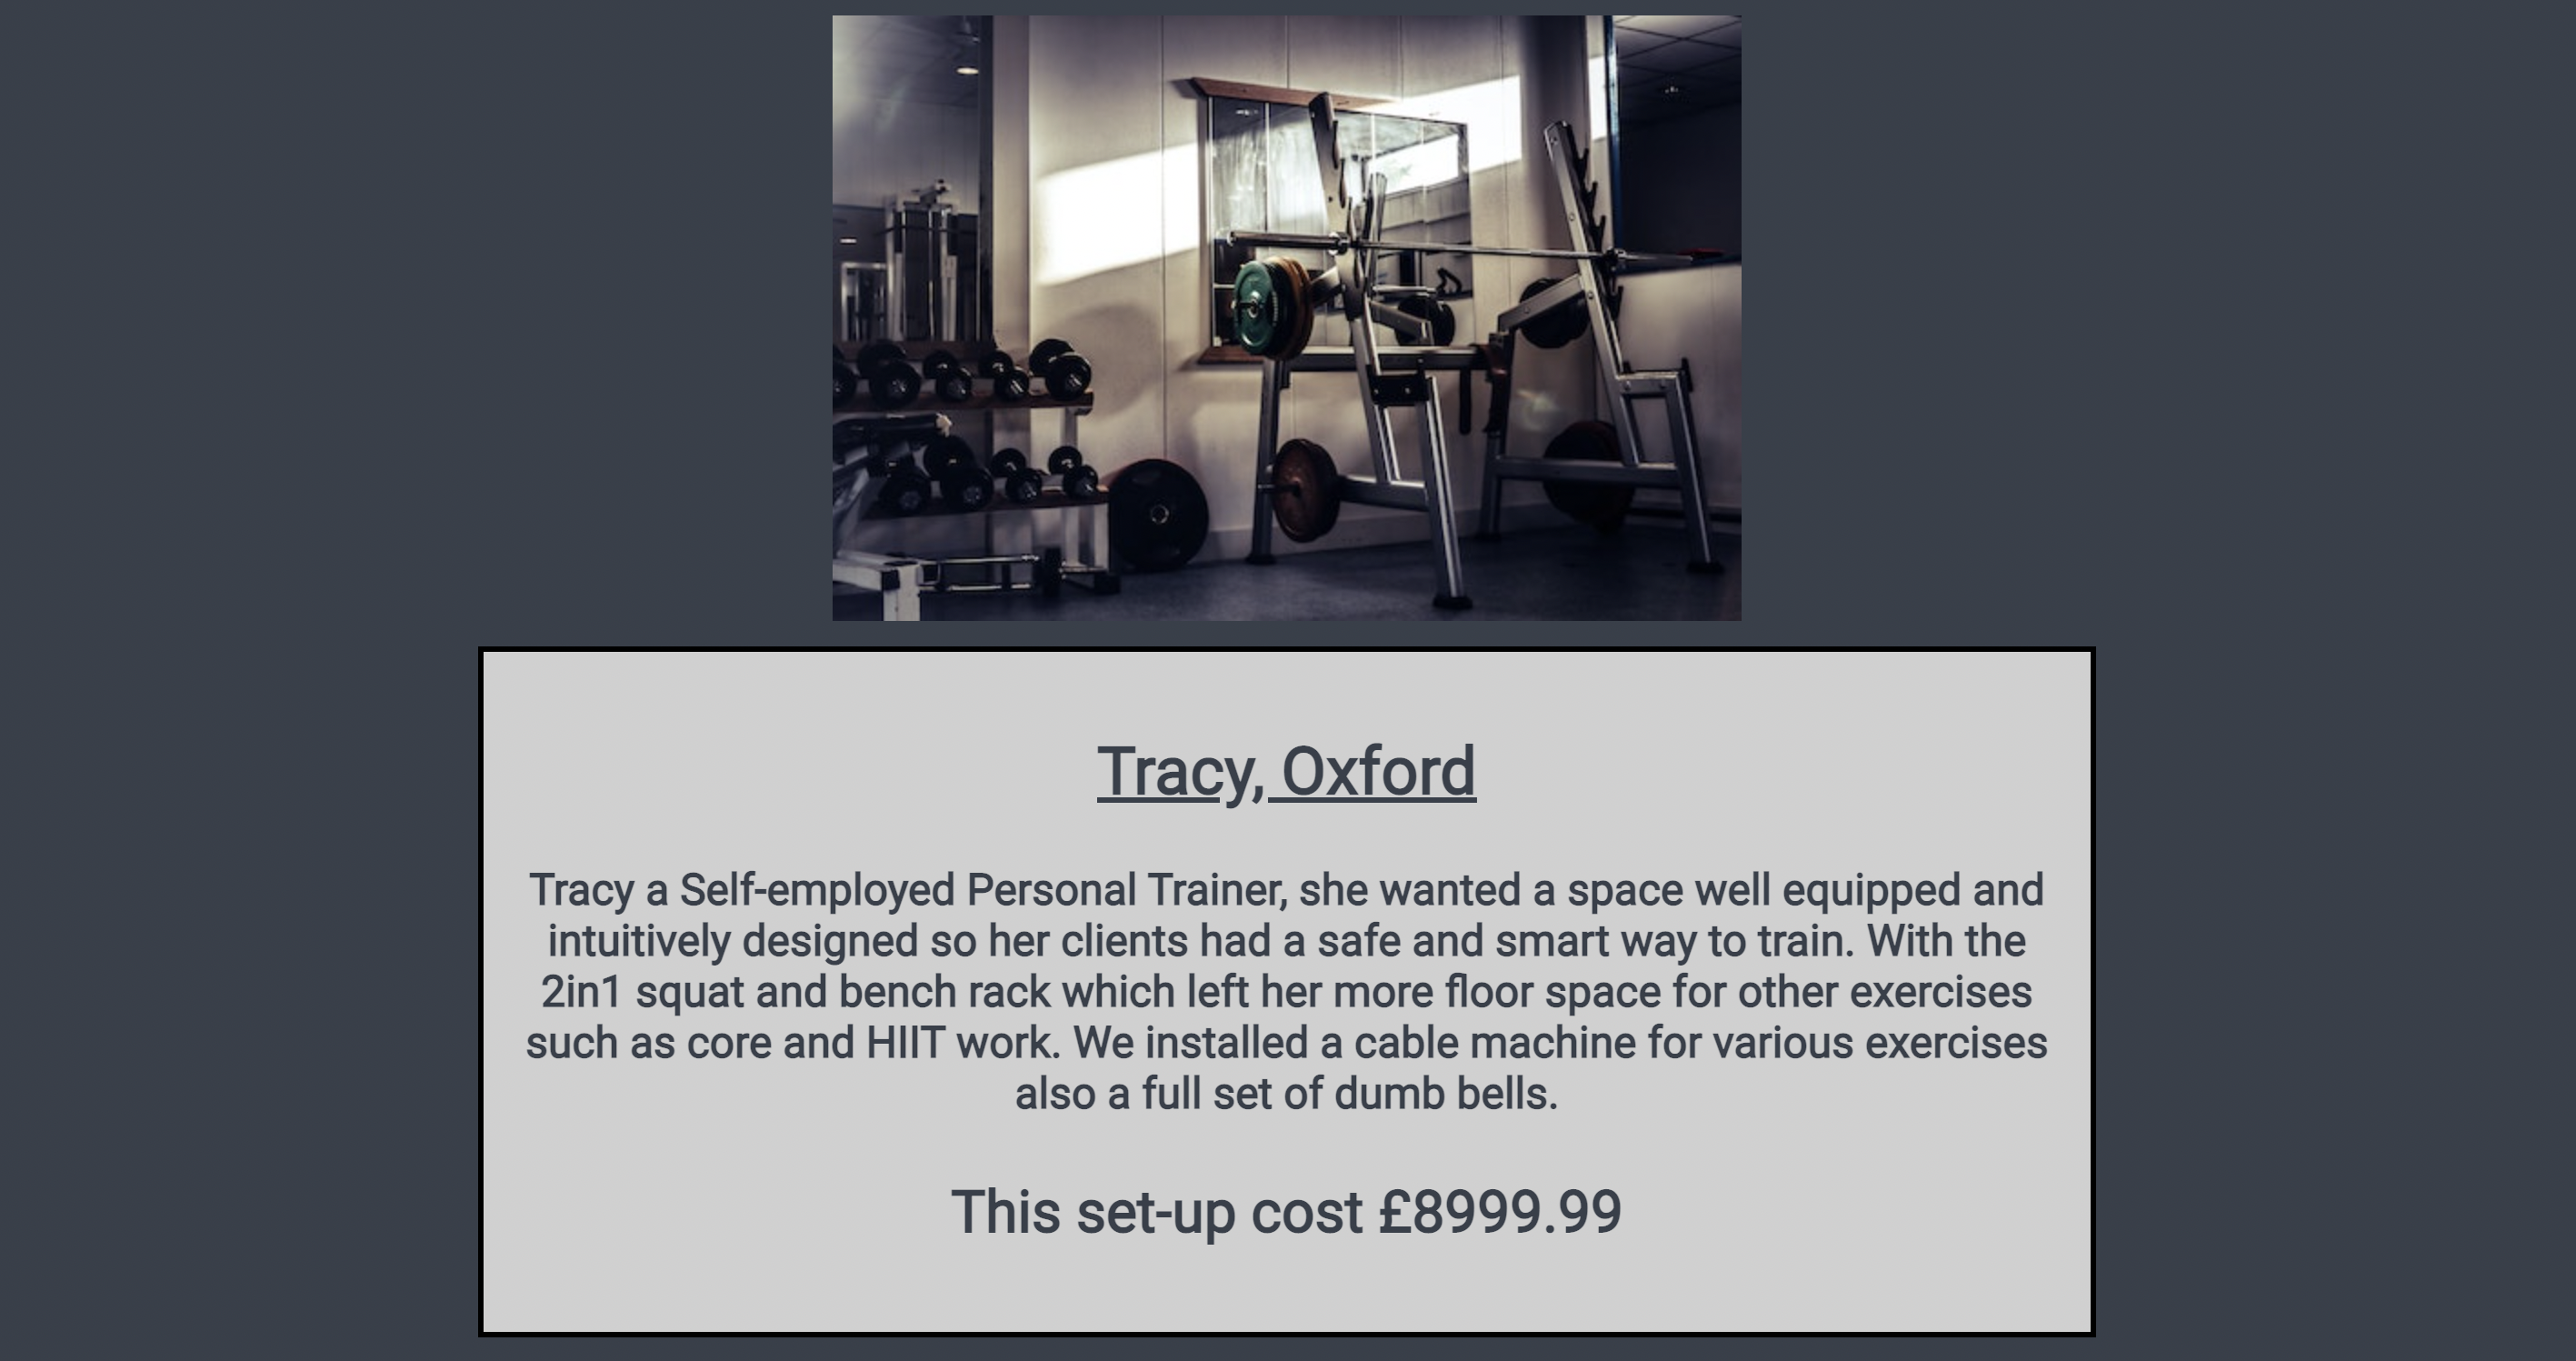 Tracy, Oxford
Tracy a Self-employed Personal Trainer, she wanted a space well equipped and
intuitively designed so her clients had a safe and smart way to train. With the
2in1 squat and bench rack which left her more floor space for other exercises
such as core and HIIT work. We installed a cable machine for various exercises
also a full set of dumb bells.
This set-up cost £8999.99